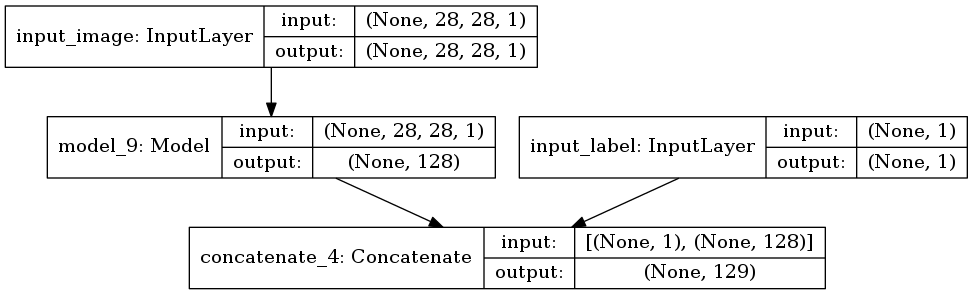 input_image: InputLayer
input: (None, 28, 28, 1)
output: (None, 28, 28, 1)
model_9: Model
input: (None, 28, 28, 1)
output: (None, 128)
input_label: InputLayer
input: (None, 1)
output: (None, 1)
concatenate_4: Concatenate
input: [(None, 1), (None, 128)]
output: (None, 129)